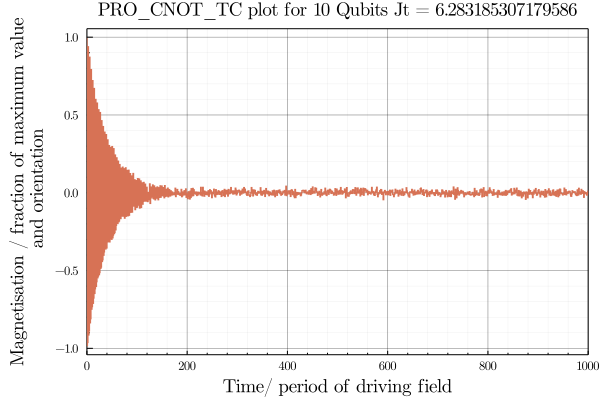 PRO_CNOT_TC plot for 10 Qubits Jt = 6.283185307179586
Magnetisation / fraction of maximum value
and orientation
1.0
0.5
0.0
−0.5
−1.0
0 200 400 600 800 1000
Time/ period of driving field